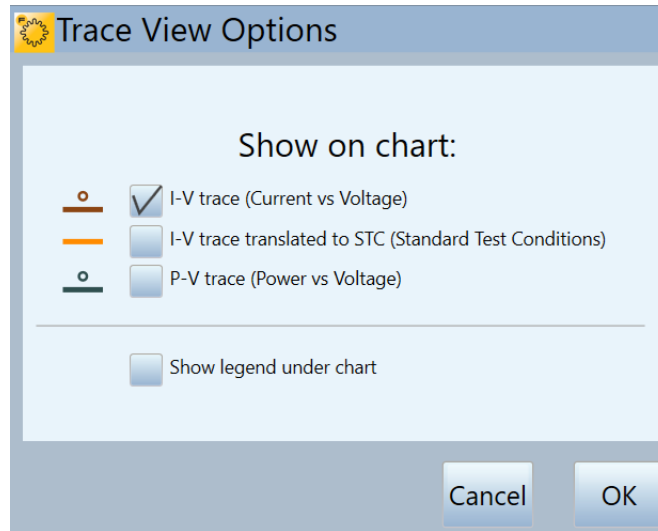 Trace View Options
Show on chart:
I-V trace (Current vs Voltage)
I-V trace translated to STC (Standard Test Conditions)
P-V trace (Power vs Voltage)
Show legend under chart
Cancel OK